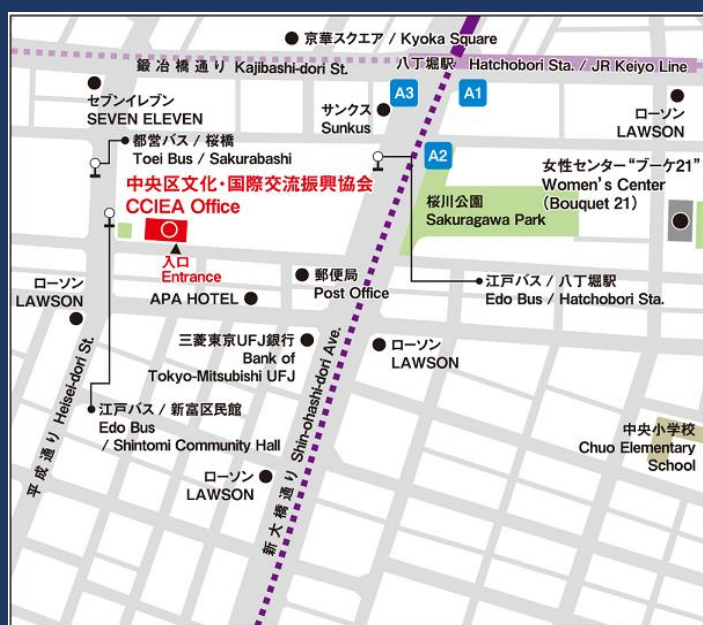 京華スクエア / Kyoka Square
鍛冶橋通り Kajibashi-dori St.
八丁堀駅 Hatchobori Sta. / JR Keiyo Line
セブンイレブン
SEVEN ELEVEN
サンクス
Sunkus
A3
A1
ローソン
LAWSON
都営バス / 桜橋
Toei Bus / Sakurabashi
A2
女性センター“ブーケ21”
Women's Center
(Bouquet 21)
中央区文化・国際交流振興協会
CCIEA Office
桜川公園
Sakuragawa Park
入口
Entrance
ローソン
LAWSON
郵便局
Post Office
江戸バス / 八丁堀駅
Edo Bus / Hatchobori Sta.
APA HOTEL
三菱東京UFJ銀行
Bank of
Tokyo-Mitsubishi UFJ
ローソン
LAWSON
江戸バス / 新富区民館
Edo Bus
/ Shintomi Community Hall
中央小学校
Chuo Elementary
School
平成通り Heisei-dori St.
新大橋通り Shin-ohashi-dori Ave.
ローソン
LAWSON